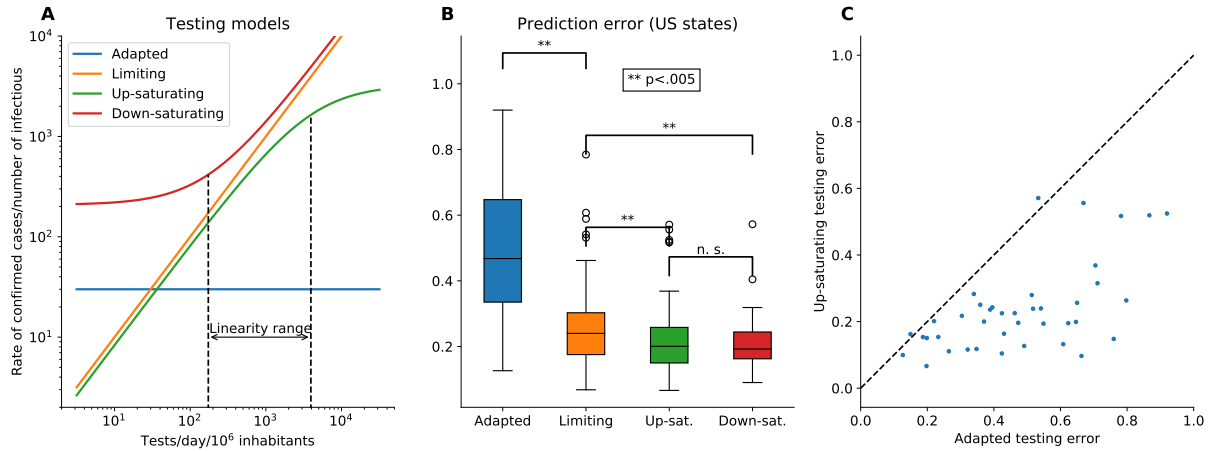 A
Testing models
Rate of confirmed cases/number of infectious
10^4
10^3
10^2
10^1
Adapted
Limiting
Up-saturating
Down-saturating
Linearity range
10^1 10^2 10^3 10^4
Tests/day/10^6 inhabitants
B
Prediction error (US states)
**
** p<.005
**
**
n. s.
1.0
0.8
0.6
0.4
0.2
Adapted Limiting Up-sat. Down-sat.
C
Up-saturating testing error
1.0
0.8
0.6
0.4
0.2
0.0
0.0 0.2 0.4 0.6 0.8 1.0
Adapted testing error